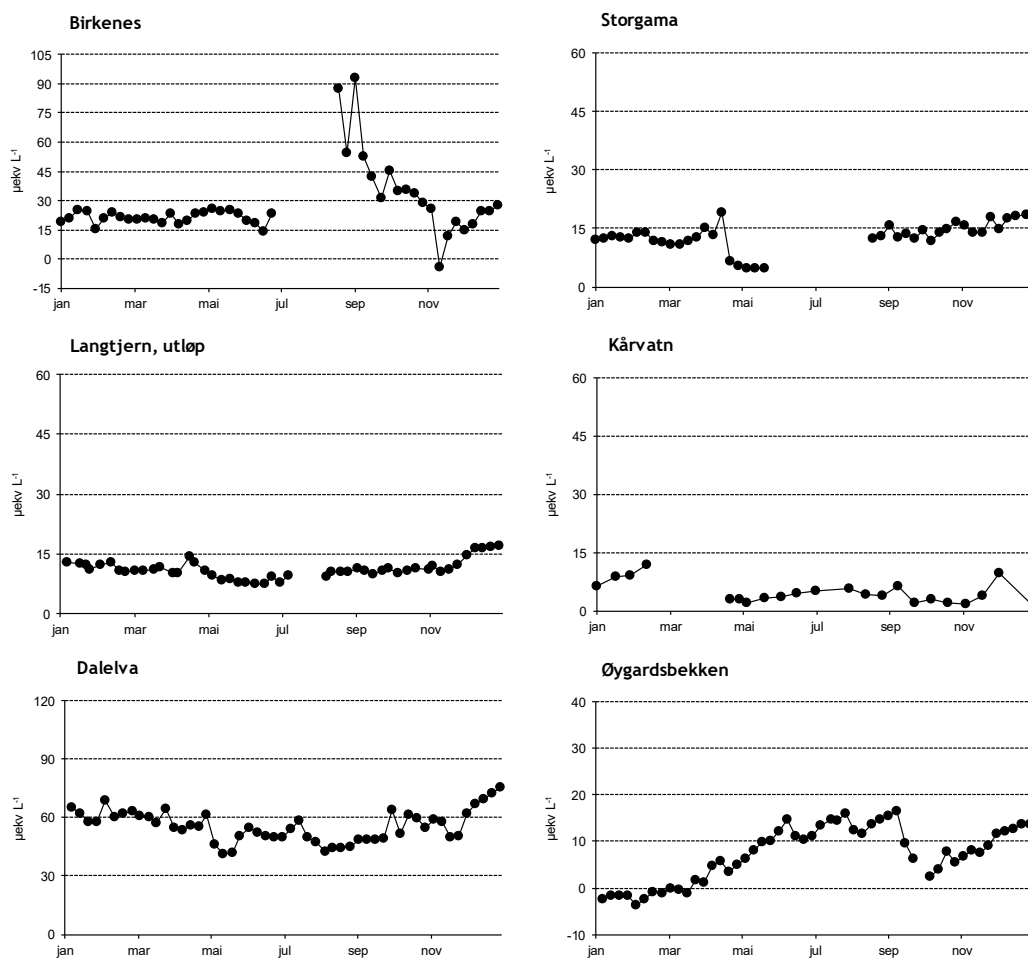 Birkenes
µekv L-1
105
90
75
60
45
30
15
0
-15
jan mar mai jul sep nov
Storgama
µekv L-1
60
45
30
15
0
jan mar mai jul sep nov
Langtjern, utløp
µekv L-1
60
45
30
15
0
jan mar mai jul sep nov
Kårvatn
µekv L-1
60
45
30
15
0
jan mar mai jul sep nov
Dalelva
µekv L-1
120
90
60
30
0
jan mar mai jul sep nov
Øygardsbekken
µekv L-1
40
30
20
10
0
-10
jan mar mai jul sep nov